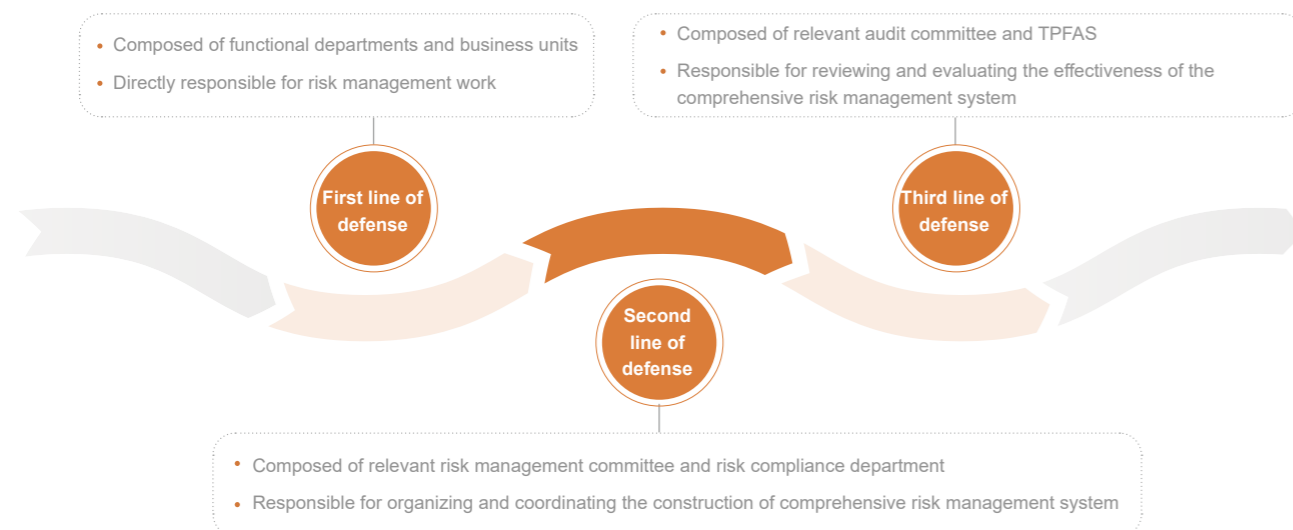 Composed of functional departments and business units
Directly responsible for risk management work
Composed of relevant audit committee and TPFAS
Responsible for reviewing and evaluating the effectiveness of the
comprehensive risk management system
First line of
defense
Third line of
defense
Second
line of
defense
Composed of relevant risk management committee and risk compliance department
Responsible for organizing and coordinating the construction of comprehensive risk management system